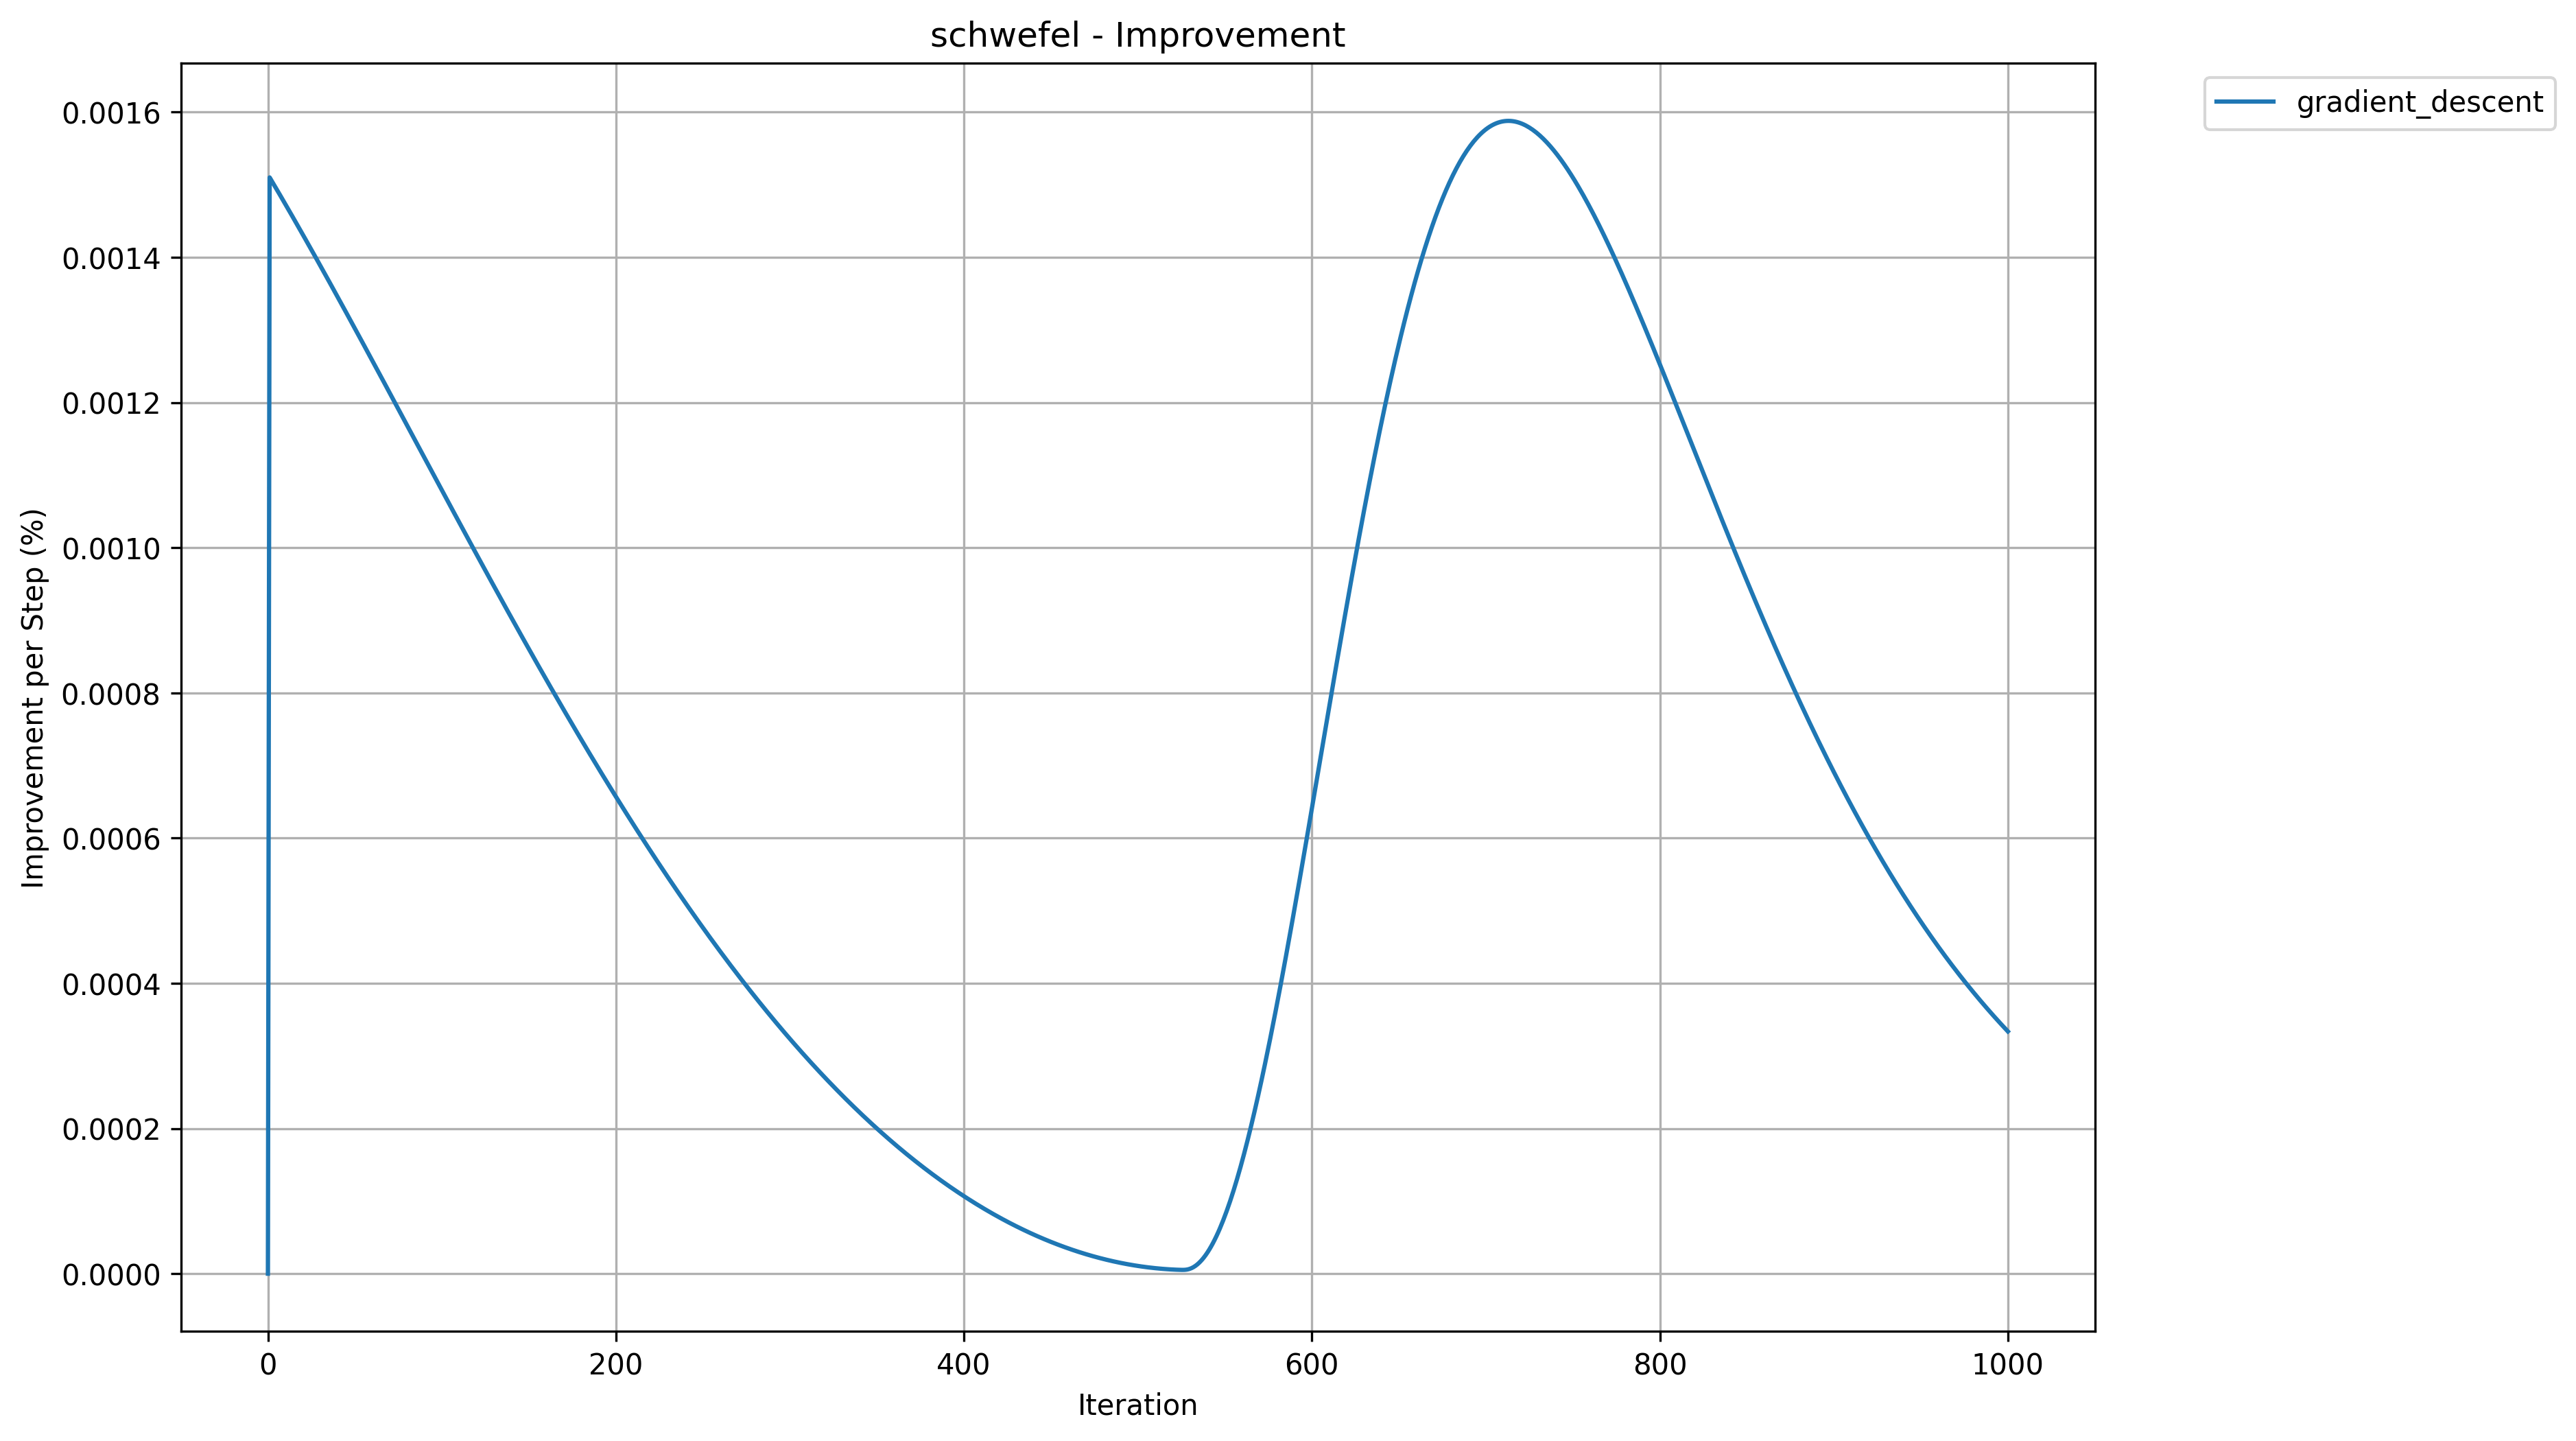 schwefel - Improvement
gradient_descent
Improvement per Step (%)
0.0016
0.0014
0.0012
0.0010
0.0008
0.0006
0.0004
0.0002
0.0000
0 200 400 600 800 1000
Iteration